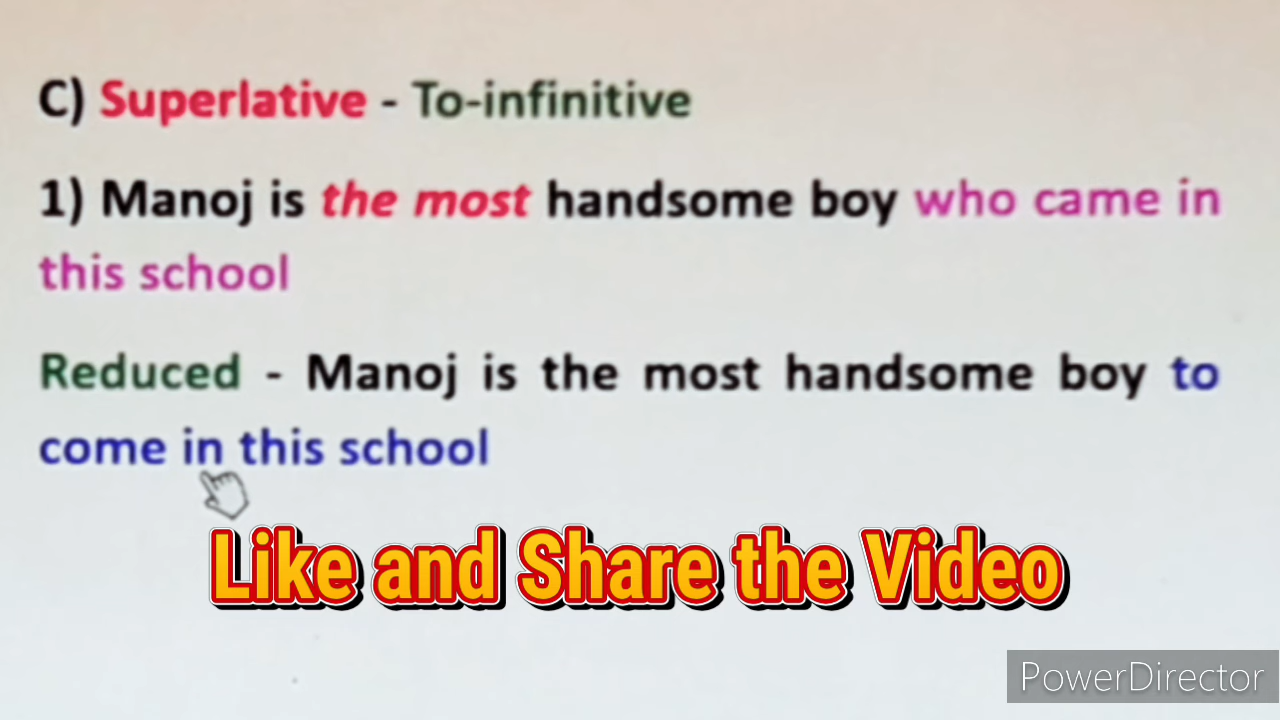 C) Superlative - To-infinitive
1) Manoj is the most handsome boy who came in
this school
Reduced - Manoj is the most handsome boy to
come in this school
Like and Share the Video
PowerDirector